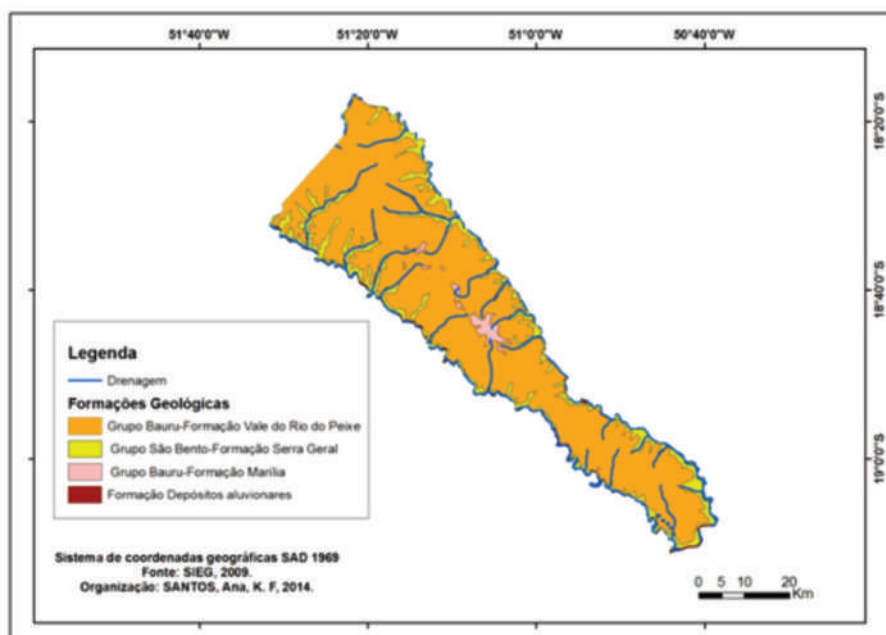 51°40'0"W 51°20'0"W 51°0'0"W 50°40'0"W
18°20'0"S
18°40'0"S
19°0'0"S
Legenda
Drenagem
Formações Geológicas
Grupo Bauru-Formação Vale do Rio do Peixe
Grupo São Bento-Formação Serra Geral
Grupo Bauru-Formação Marília
Formação Depósitos aluvionares
Sistema de coordenadas geográficas SAD 1969
Fonte: SIEG, 2009.
Organização: SANTOS, Ana, K. F, 2014.
0 5 10 20
Km